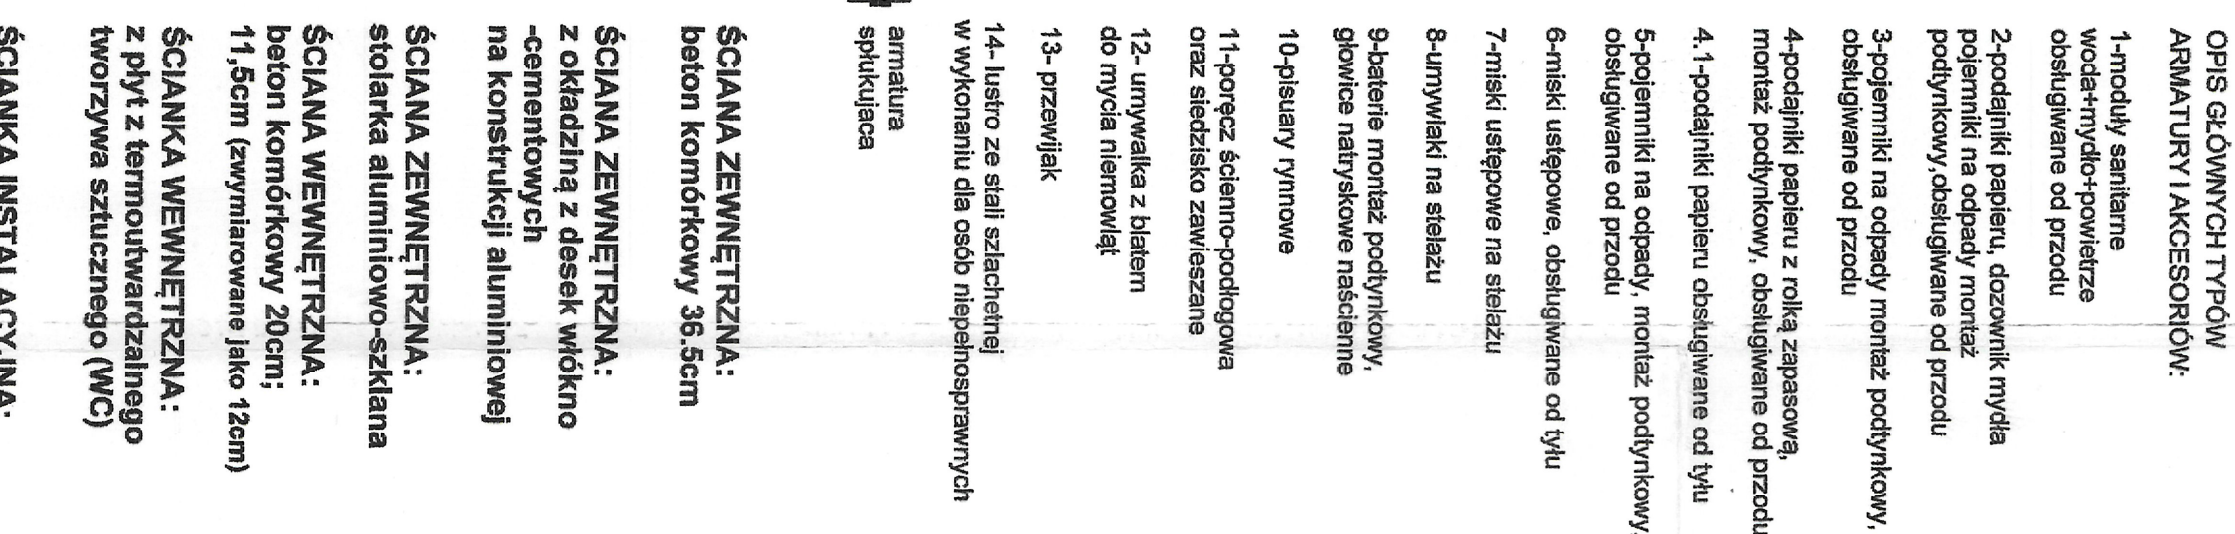 OPIS GŁÓWNYCH TYPÓW
ARMATURY I AKCESORIÓW:
1-moduły sanitarne
woda+mydło+powietrze
obsługiwane od przodu
2-podajniki papieru, dozownik mydła
pojemniki na odpady montaż
podtynkowy,obsługiwane od przodu
3-pojemniki na odpady montaż podtynkowy,
obsługiwane od przodu
4-podajniki papieru z rolką zapasową,
montaż podtynkowy, obsługiwane od przodu
4.1-podajniki papieru obsługiwane od tyłu
5-pojemniki na odpady, montaż podtynkowy,
obsługiwane od przodu
6-miski ustępowe, obsługiwane od tyłu
7-miski ustępowe na stelażu
8-umywlaki na stelażu
9-baterie montaż podtynkowy,
głowice natryskowe naścienne
10-pisuary rynnowe
11-poręcz ścienno-podłogowa
oraz siedzisko zawieszane
12- umywalka z blatem
do mycia niemowląt
13- przewijak
14- lustro ze stali szlachetnej
w wykonaniu dla osób niepełnosprawnych
armatura
spłukująca
ŚCIANA ZEWNĘTRZNA:
beton komórkowy 36,5cm
ŚCIANA ZEWNĘTRZNA:
z okładziną z desek włókno
-cementowych
na konstrukcji aluminiowej
ŚCIANA ZEWNĘTRZNA:
stolarka aluminiowo-szklana
ŚCIANA WEWNĘTRZNA:
beton komórkowy 20cm;
11,5cm (zwymiarowane jako 12cm)
ŚCIANKA WEWNĘTRZNA:
z płyt z termoutwardzalnego
tworzywa sztucznego (WC)
ŚCIANKA INSTALACYJNA: